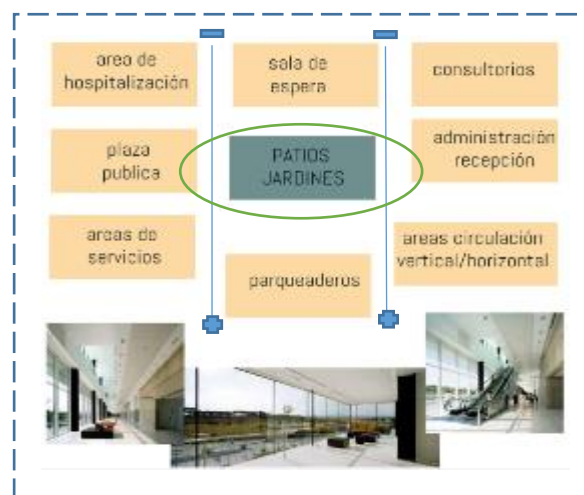 area de
hospitalización
sala de
espera
consultorios
plaza
publica
PATIOS
JARDINES
administración
recepción
areas de
servicios
parqueaderos
areas circulación
vertical/horizontal